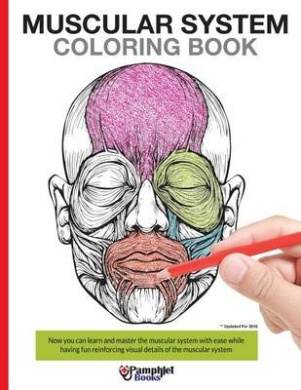 MUSCULAR SYSTEM
COLORING BOOK
** Updated For 2016
Now you can learn and master the muscular system with ease while
having fun reinforcing visual details of the muscular system
Pamphlet
Books